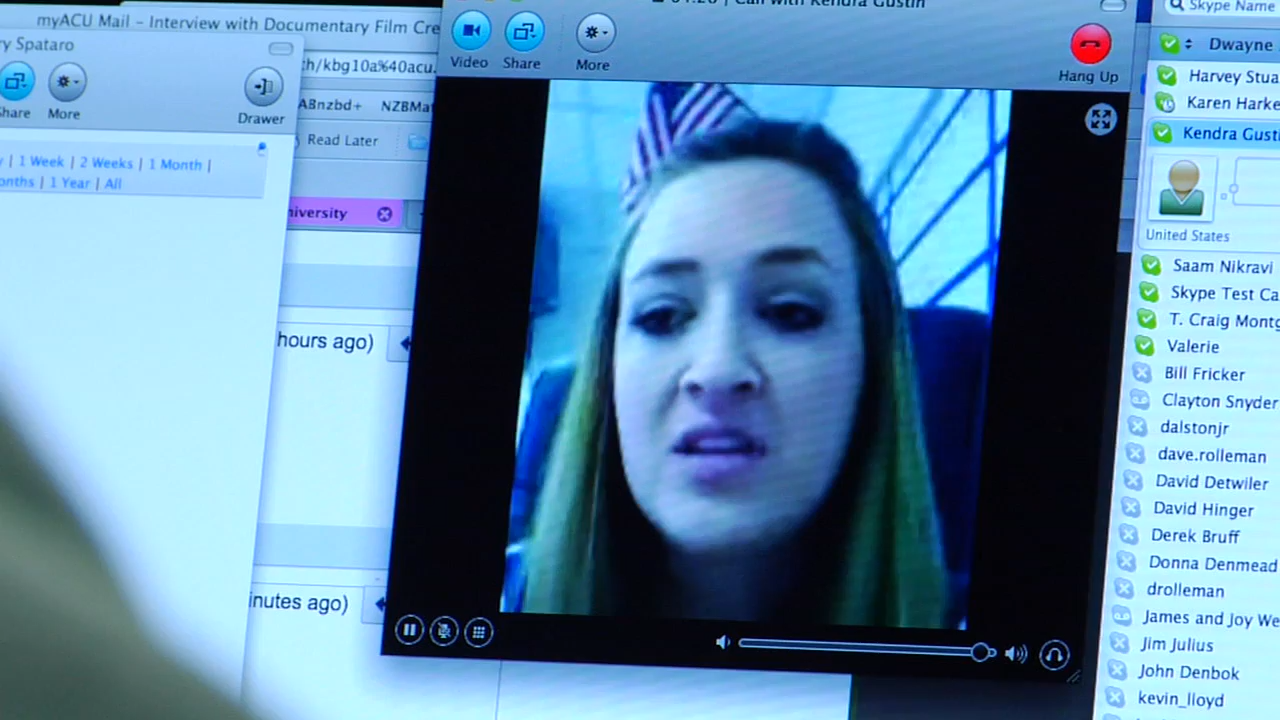 myACU Mail – Interview with Documentary Film Cre
Call with Kendra Gustin
Skype Name
y Spataro
Video
Share
More
Hang Up
Share
More
Drawer
th/kbg10a%40acu.
ABnzbd+
Read Later
| 1 Week | 2 Weeks | 1 Month |
onths | 1 Year | All
niversity
hours ago)
inutes ago)
Dwayne
Harvey Stua
Karen Harke
Kendra Gusti
United States
Saam Nikravi
Skype Test Ca
T. Craig Montg
Valerie
Bill Fricker
Clayton Snyder
dalstonjr
dave.rolleman
David Detwiler
David Hinger
Derek Bruff
Donna Denmead
drolleman
James and Joy We
Jim Julius
John Denbok
kevin_lloyd